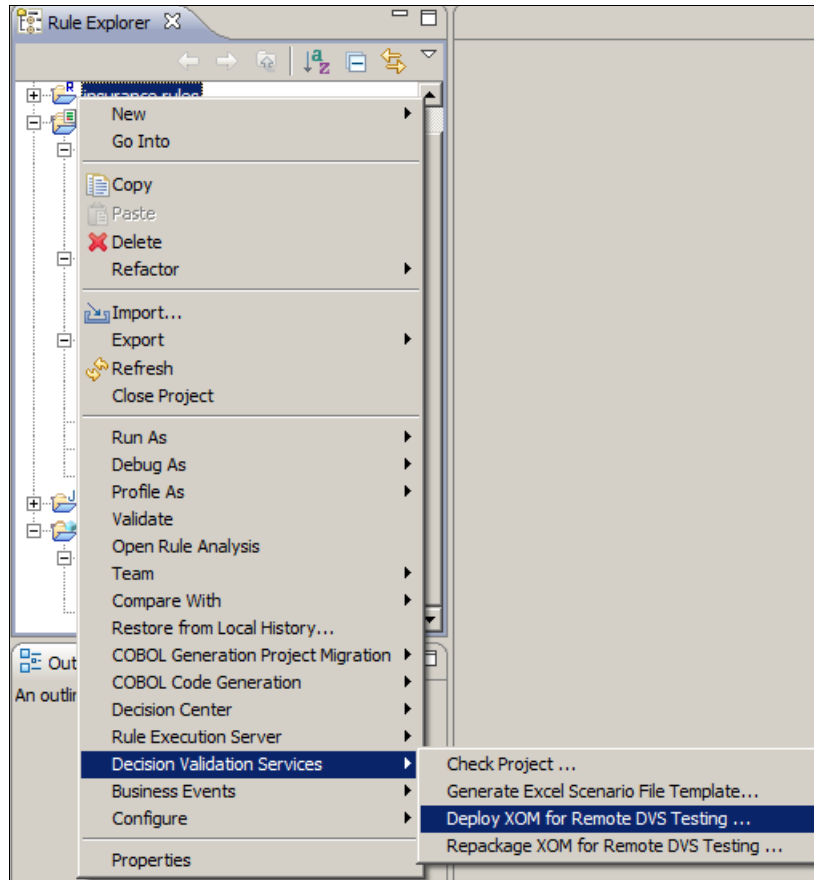 Rule Explorer
insurance rules
New
Go Into
Copy
Paste
Delete
Refactor
Import...
Export
Refresh
Close Project
Run As
Debug As
Profile As
Validate
Open Rule Analysis
Team
Compare With
Restore from Local History...
COBOL Generation Project Migration
COBOL Code Generation
Decision Center
Rule Execution Server
Decision Validation Services
Business Events
Configure
Properties
Check Project ...
Generate Excel Scenario File Template...
Deploy XOM for Remote DVS Testing ...
Repackage XOM for Remote DVS Testing ...
Out
An outlin